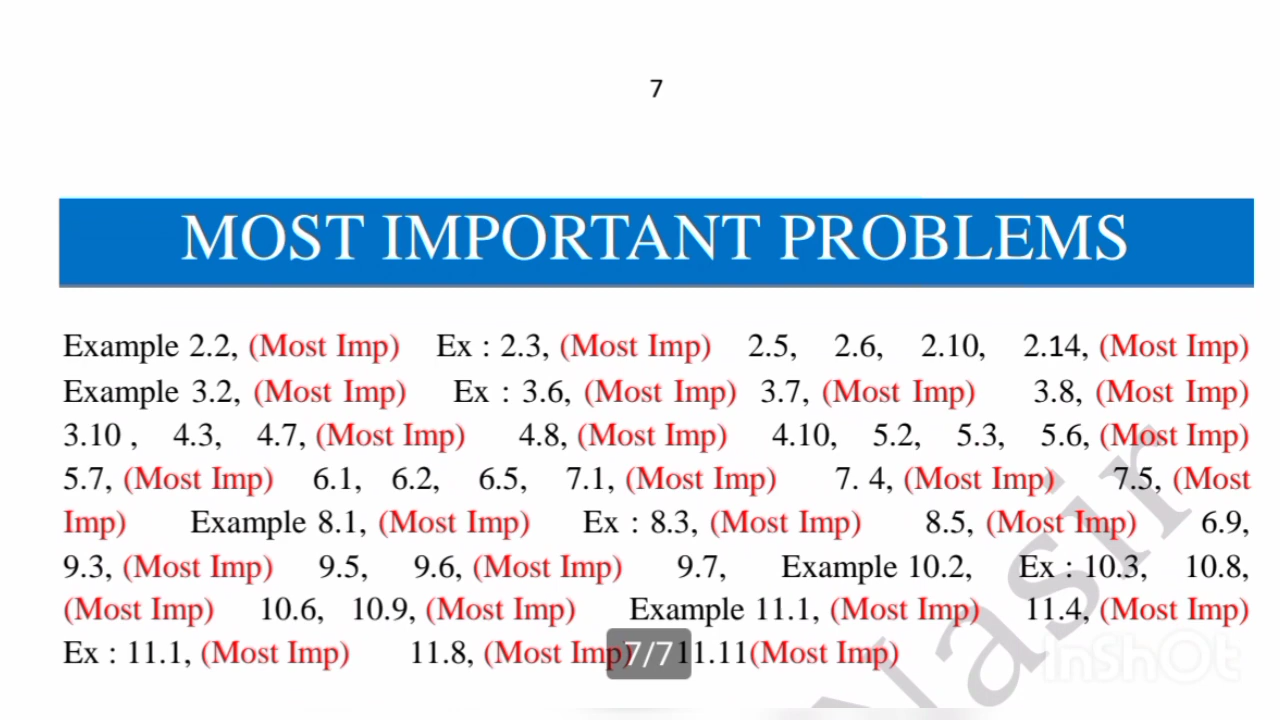 7
MOST IMPORTANT PROBLEMS
Example 2.2, (Most Imp) Ex : 2.3, (Most Imp) 2.5, 2.6, 2.10, 2.14, (Most Imp)
Example 3.2, (Most Imp) Ex : 3.6, (Most Imp) 3.7, (Most Imp) 3.8, (Most Imp)
3.10 , 4.3, 4.7, (Most Imp) 4.8, (Most Imp) 4.10, 5.2, 5.3, 5.6, (Most Imp)
5.7, (Most Imp) 6.1, 6.2, 6.5, 7.1, (Most Imp) 7. 4, (Most Imp) 7.5, (Most
Imp) Example 8.1, (Most Imp) Ex : 8.3, (Most Imp) 8.5, (Most Imp) 6.9,
9.3, (Most Imp) 9.5, 9.6, (Most Imp) 9.7, Example 10.2, Ex : 10.3, 10.8,
(Most Imp) 10.6, 10.9, (Most Imp) Example 11.1, (Most Imp) 11.4, (Most Imp)
Ex : 11.1, (Most Imp) 11.8, (Most Imp) 11.11(Most Imp)
7/7
Nasir
InShOt